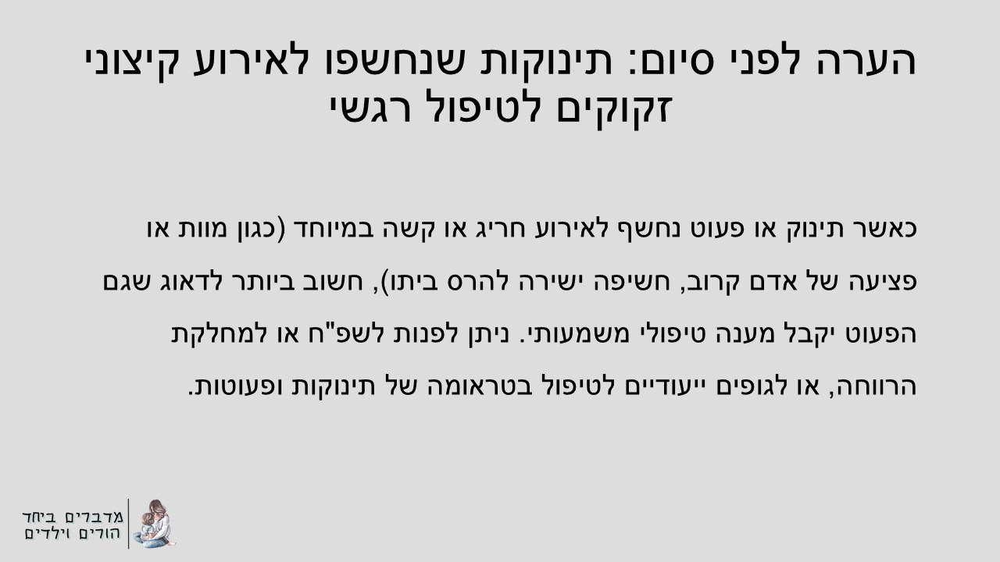 הערה לפני סיום: תינוקות שנחשפו לאירוע קיצוני
זקוקים לטיפול רגשי
כאשר תינוק או פעוט נחשף לאירוע חריג או קשה במיוחד (כגון מוות או
פציעה של אדם קרוב, חשיפה ישירה להרס ביתו), חשוב ביותר לדאוג שגם
הפעוט יקבל מענה טיפולי משמעותי. ניתן לפנות לשפ"ח או למחלקת
הרווחה, או לגופים ייעודיים לטיפול בטראומה של תינוקות ופעוטות.
מדברים ביחד
הורים וילדים